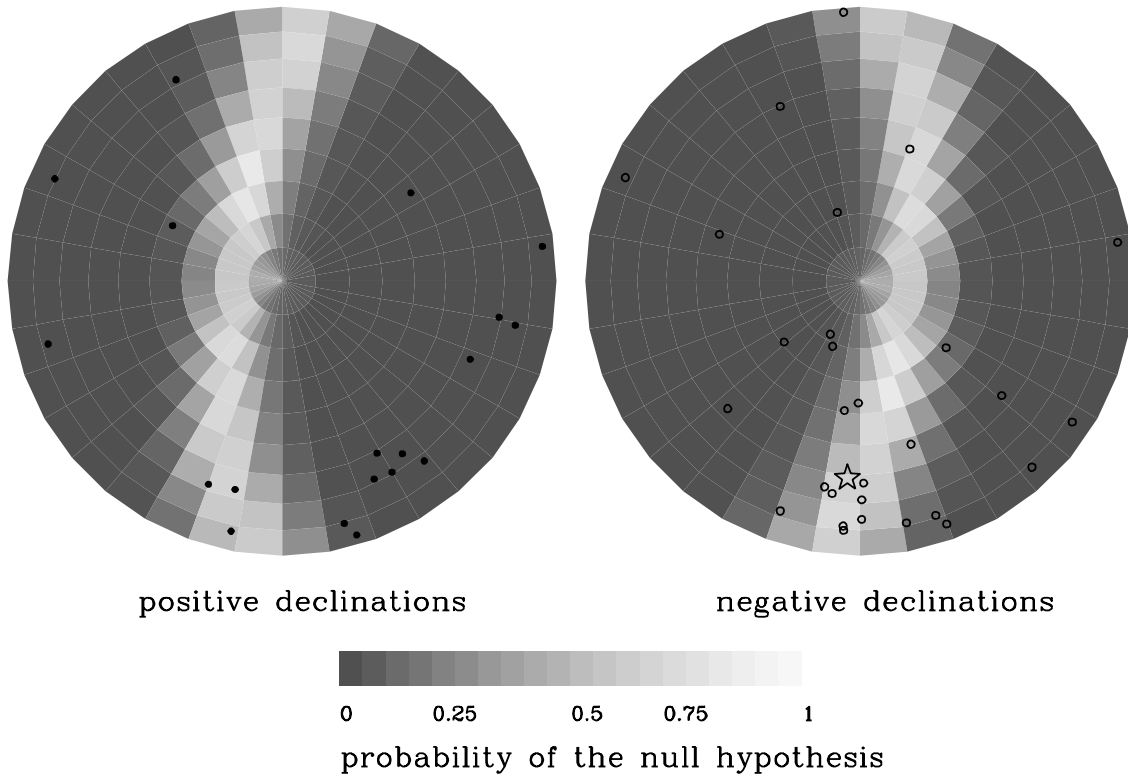 positive declinations
negative declinations
0 0.25 0.5 0.75 1
probability of the null hypothesis